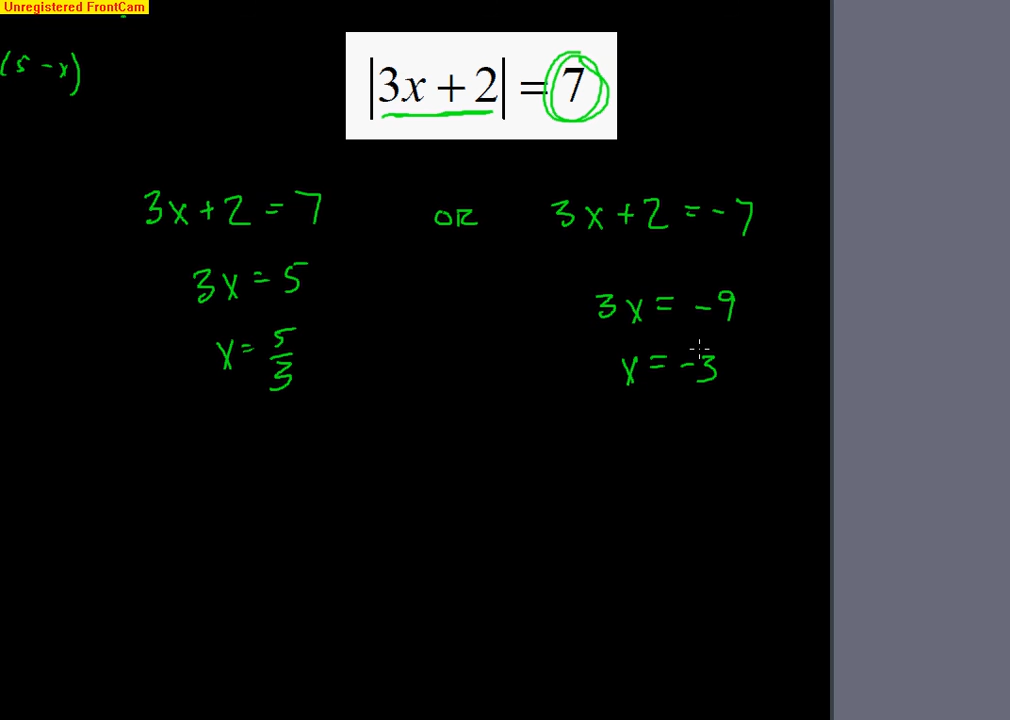 Unregistered FrontCam
(5 - x)
|3x + 2| = 7
3x + 2 = 7 OR 3x + 2 = - 7
3x = 5
3x = - 9
x = 5/3
x = - 3